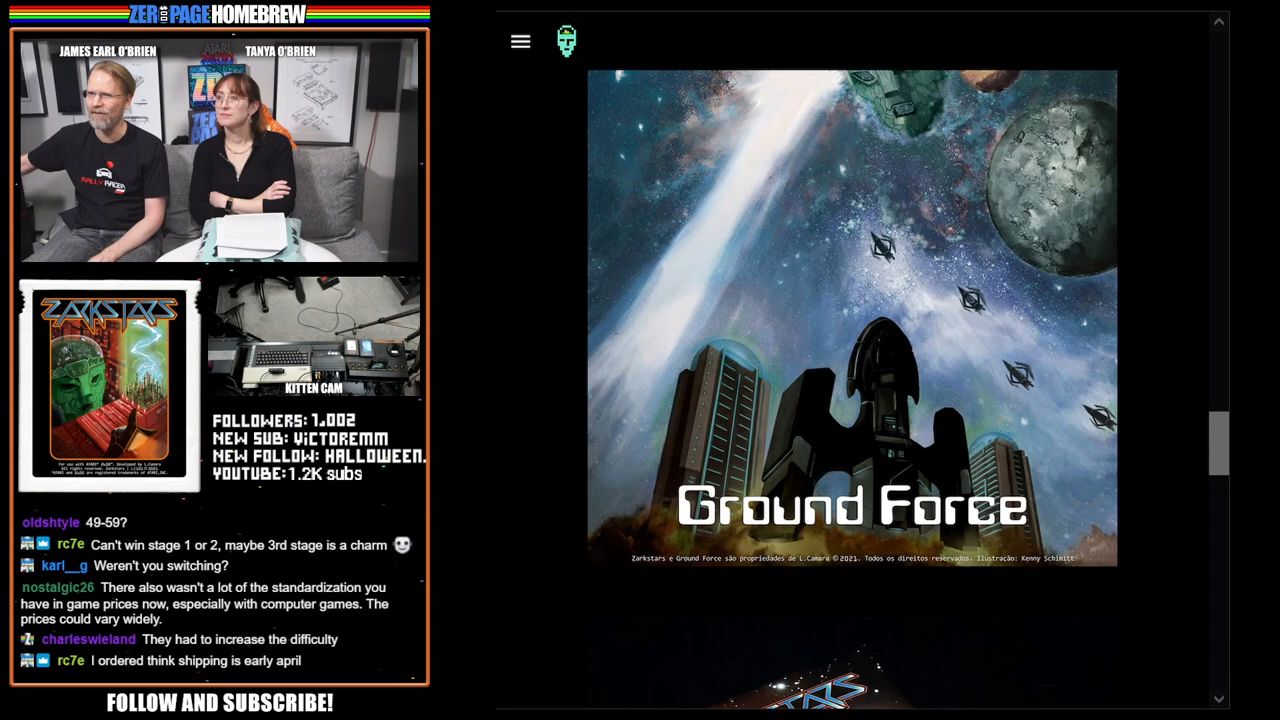 ZER PAGE HOMEBREW
JAMES EARL O'BRIEN
TANYA O'BRIEN
ATARI
RALLY RACER
ZARKSTARS
KITTEN CAM
FOLLOWERS: 1,002
NEW SUB: VICTOREMM
NEW FOLLOW: HALLOWEEN.
YOUTUBE: 1.2K subs
oldshtyle 49-59?
rc7e Can't win stage 1 or 2, maybe 3rd stage is a charm
karl__g Weren't you switching?
nostalgic26 There also wasn't a lot of the standardization you
have in game prices now, especially with computer games. The
prices could vary widely.
charleswieland They had to increase the difficulty
rc7e I ordered think shipping is early april
FOLLOW AND SUBSCRIBE!
Ground Force
Zarkstars e Ground Force são propriedades de L.Camara ©2021. Todos os direitos reservados. Ilustração: Kenny Schimitt